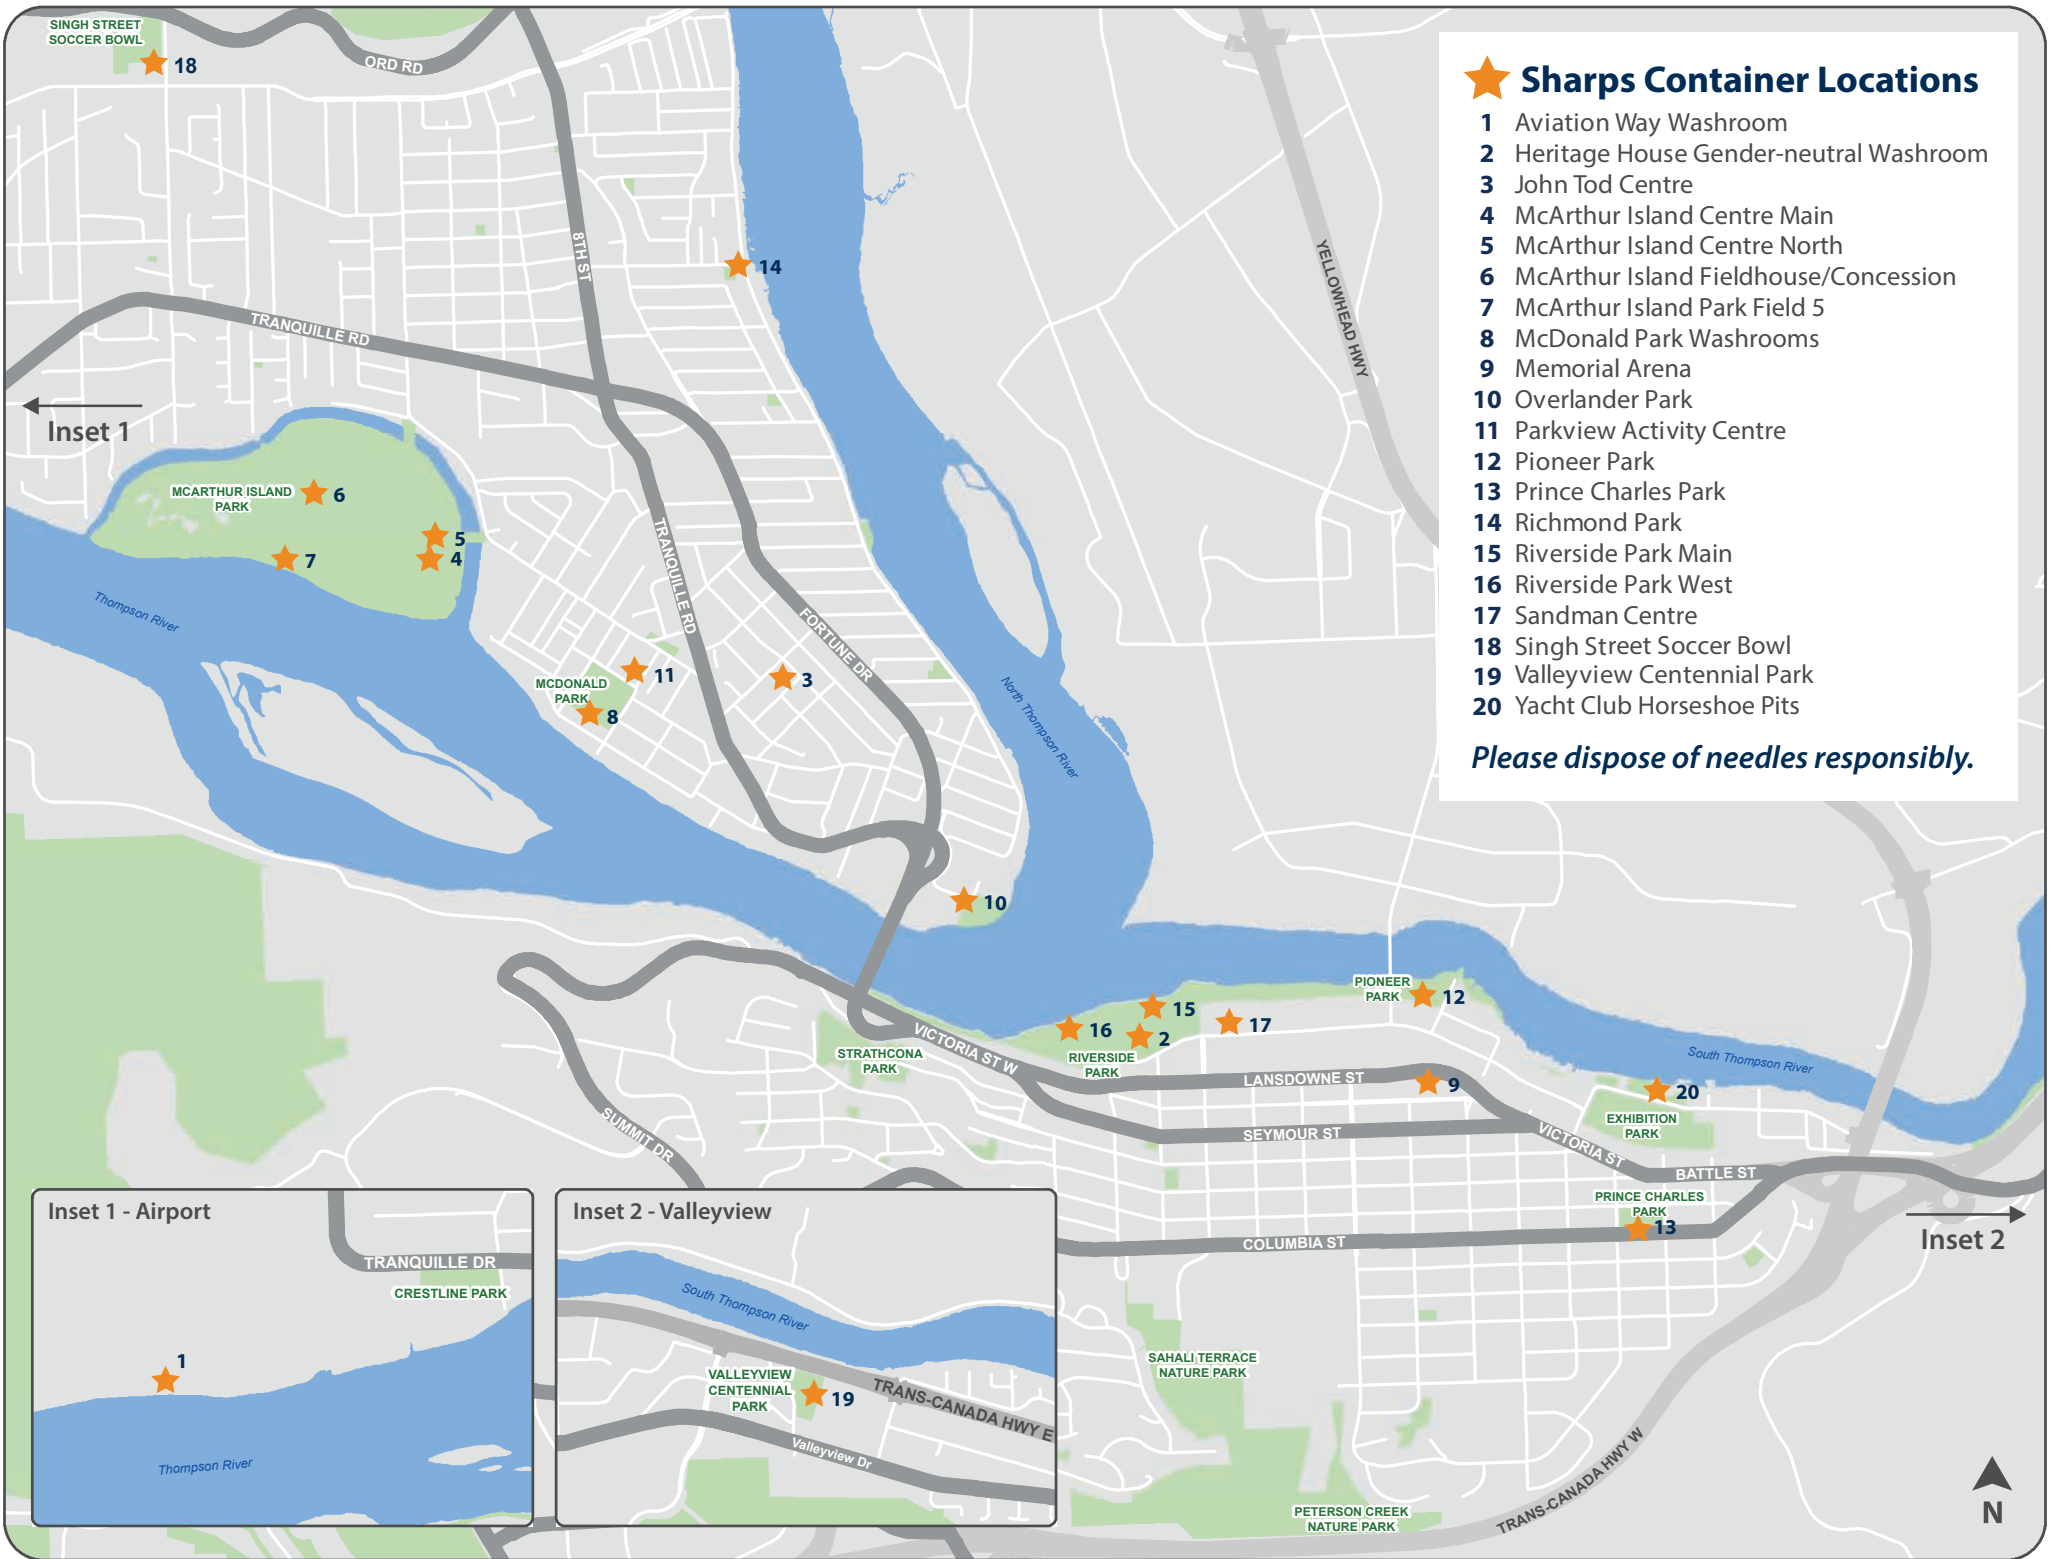 SINGH STREET
SOCCER BOWL
18
ORD RD
8TH ST
14
TRANQUILLE RD
YELLOWHEAD HWY
Inset 1
MCARTHUR ISLAND
PARK
6
5
4
7
Thompson River
TRANQUILLE RD
FORTUNE DR
11
3
MCDONALD
PARK
8
North Thompson River
10
Sharps Container Locations
1 Aviation Way Washroom
2 Heritage House Gender-neutral Washroom
3 John Tod Centre
4 McArthur Island Centre Main
5 McArthur Island Centre North
6 McArthur Island Fieldhouse/Concession
7 McArthur Island Park Field 5
8 McDonald Park Washrooms
9 Memorial Arena
10 Overlander Park
11 Parkview Activity Centre
12 Pioneer Park
13 Prince Charles Park
14 Richmond Park
15 Riverside Park Main
16 Riverside Park West
17 Sandman Centre
18 Singh Street Soccer Bowl
19 Valleyview Centennial Park
20 Yacht Club Horseshoe Pits
Please dispose of needles responsibly.
PIONEER
PARK
12
15
16
2
17
RIVERSIDE
PARK
STRATHCONA
PARK
VICTORIA ST W
LANSDOWNE ST
9
South Thompson River
20
EXHIBITION
PARK
SUMMIT DR
SEYMOUR ST
VICTORIA ST
BATTLE ST
PRINCE CHARLES
PARK
13
COLUMBIA ST
Inset 2
Inset 1 - Airport
TRANQUILLE DR
CRESTLINE PARK
1
Thompson River
Inset 2 - Valleyview
South Thompson River
VALLEYVIEW
CENTENNIAL
PARK
19
TRANS-CANADA HWY E
Valleyview Dr
SAHALI TERRACE
NATURE PARK
PETERSON CREEK
NATURE PARK
TRANS-CANADA HWY W
N